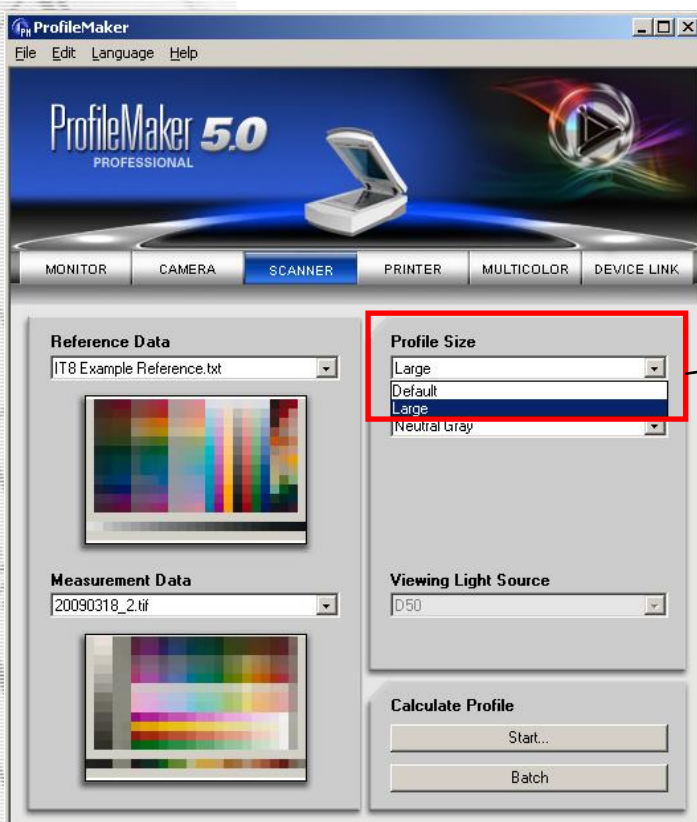 ProfileMaker
File Edit Language Help
ProfileMaker 5.0
PROFESSIONAL
MONITOR CAMERA SCANNER PRINTER MULTICOLOR DEVICE LINK
Reference Data
IT8 Example Reference.txt
Profile Size
Large
Default
Large
Neutral Gray
Measurement Data
20090318_2.tif
Viewing Light Source
D50
Calculate Profile
Start...
Batch